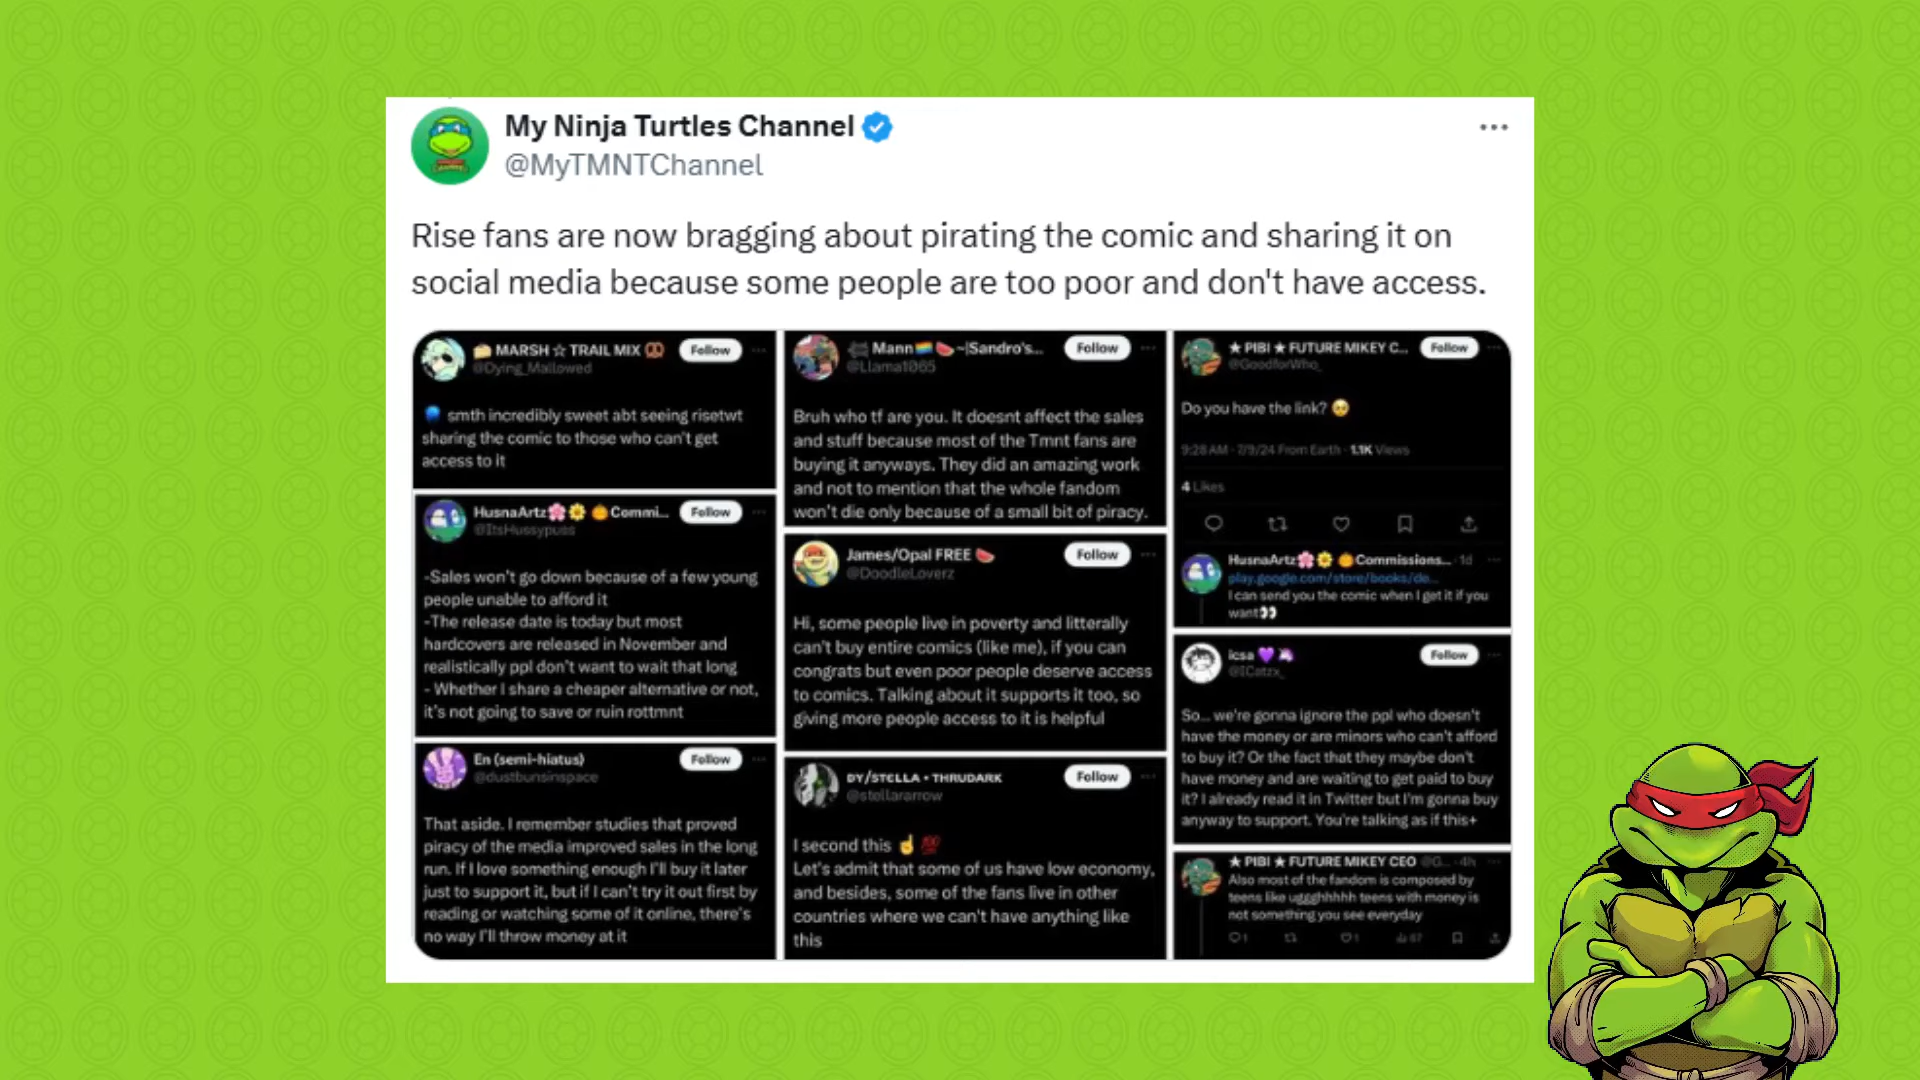 My Ninja Turtles Channel
@MyTMNTChannel
Rise fans are now bragging about pirating the comic and sharing it on
social media because some people are too poor and don't have access.
MARSH ☆ TRAIL MIX 🥨
Follow
@Dying_Mallowed
smth incredibly sweet abt seeing risetwt
sharing the comic to those who can't get
access to it
HusnaArtz🌸🌼 🎃Commi...
Follow
@ItsHussypuss
-Sales won't go down because of a few young
people unable to afford it
-The release date is today but most
hardcovers are released in November and
realistically ppl don't want to wait that long
- Whether I share a cheaper alternative or not,
it's not going to save or ruin rottmnt
En (semi-hiatus)
Follow
@dustbunsinspace
That aside. I remember studies that proved
piracy of the media improved sales in the long
run. If I love something enough I'll buy it later
just to support it, but if I can't try it out first by
reading or watching some of it online, there's
no way I'll throw money at it
Mann🏳️‍🌈🍉~|Sandro's...
Follow
@Llama1065
Bruh who tf are you. It doesnt affect the sales
and stuff because most of the Tmnt fans are
buying it anyways. They did an amazing work
and not to mention that the whole fandom
won't die only because of a small bit of piracy.
James/Opal FREE 🍉
Follow
@DoodleLoverz
Hi, some people live in poverty and litterally
can't buy entire comics (like me), if you can
congrats but even poor people deserve access
to comics. Talking about it supports it too, so
giving more people access to it is helpful
DY/STELLA • THRUDARK
Follow
@stellararrow
I second this ☝️ 💯
Let's admit that some of us have low economy,
and besides, some of the fans live in other
countries where we can't have anything like
this
★ PIBI ★ FUTURE MIKEY C...
Follow
@GoodforWho_
Do you have the link? 🥺
9:28 AM · 7/9/24 From Earth · 1.1K Views
4 Likes
HusnaArtz🌸🌼 🎃Commissions... · 1d
play.google.com/store/books/de...
I can send you the comic when I get it if you
want👀
icsa 💜🦄
Follow
@ICatzx_
So... we're gonna ignore the ppl who doesn't
have the money or are minors who can't afford
to buy it? Or the fact that they maybe don't
have money and are waiting to get paid to buy
it? I already read it in Twitter but I'm gonna buy
anyway to support. You're talking as if this+
★ PIBI ★ FUTURE MIKEY CEO @G... · 4h
Also most of the fandom is composed by
teens like uggghhhhh teens with money is
not something you see everyday
1
1
67